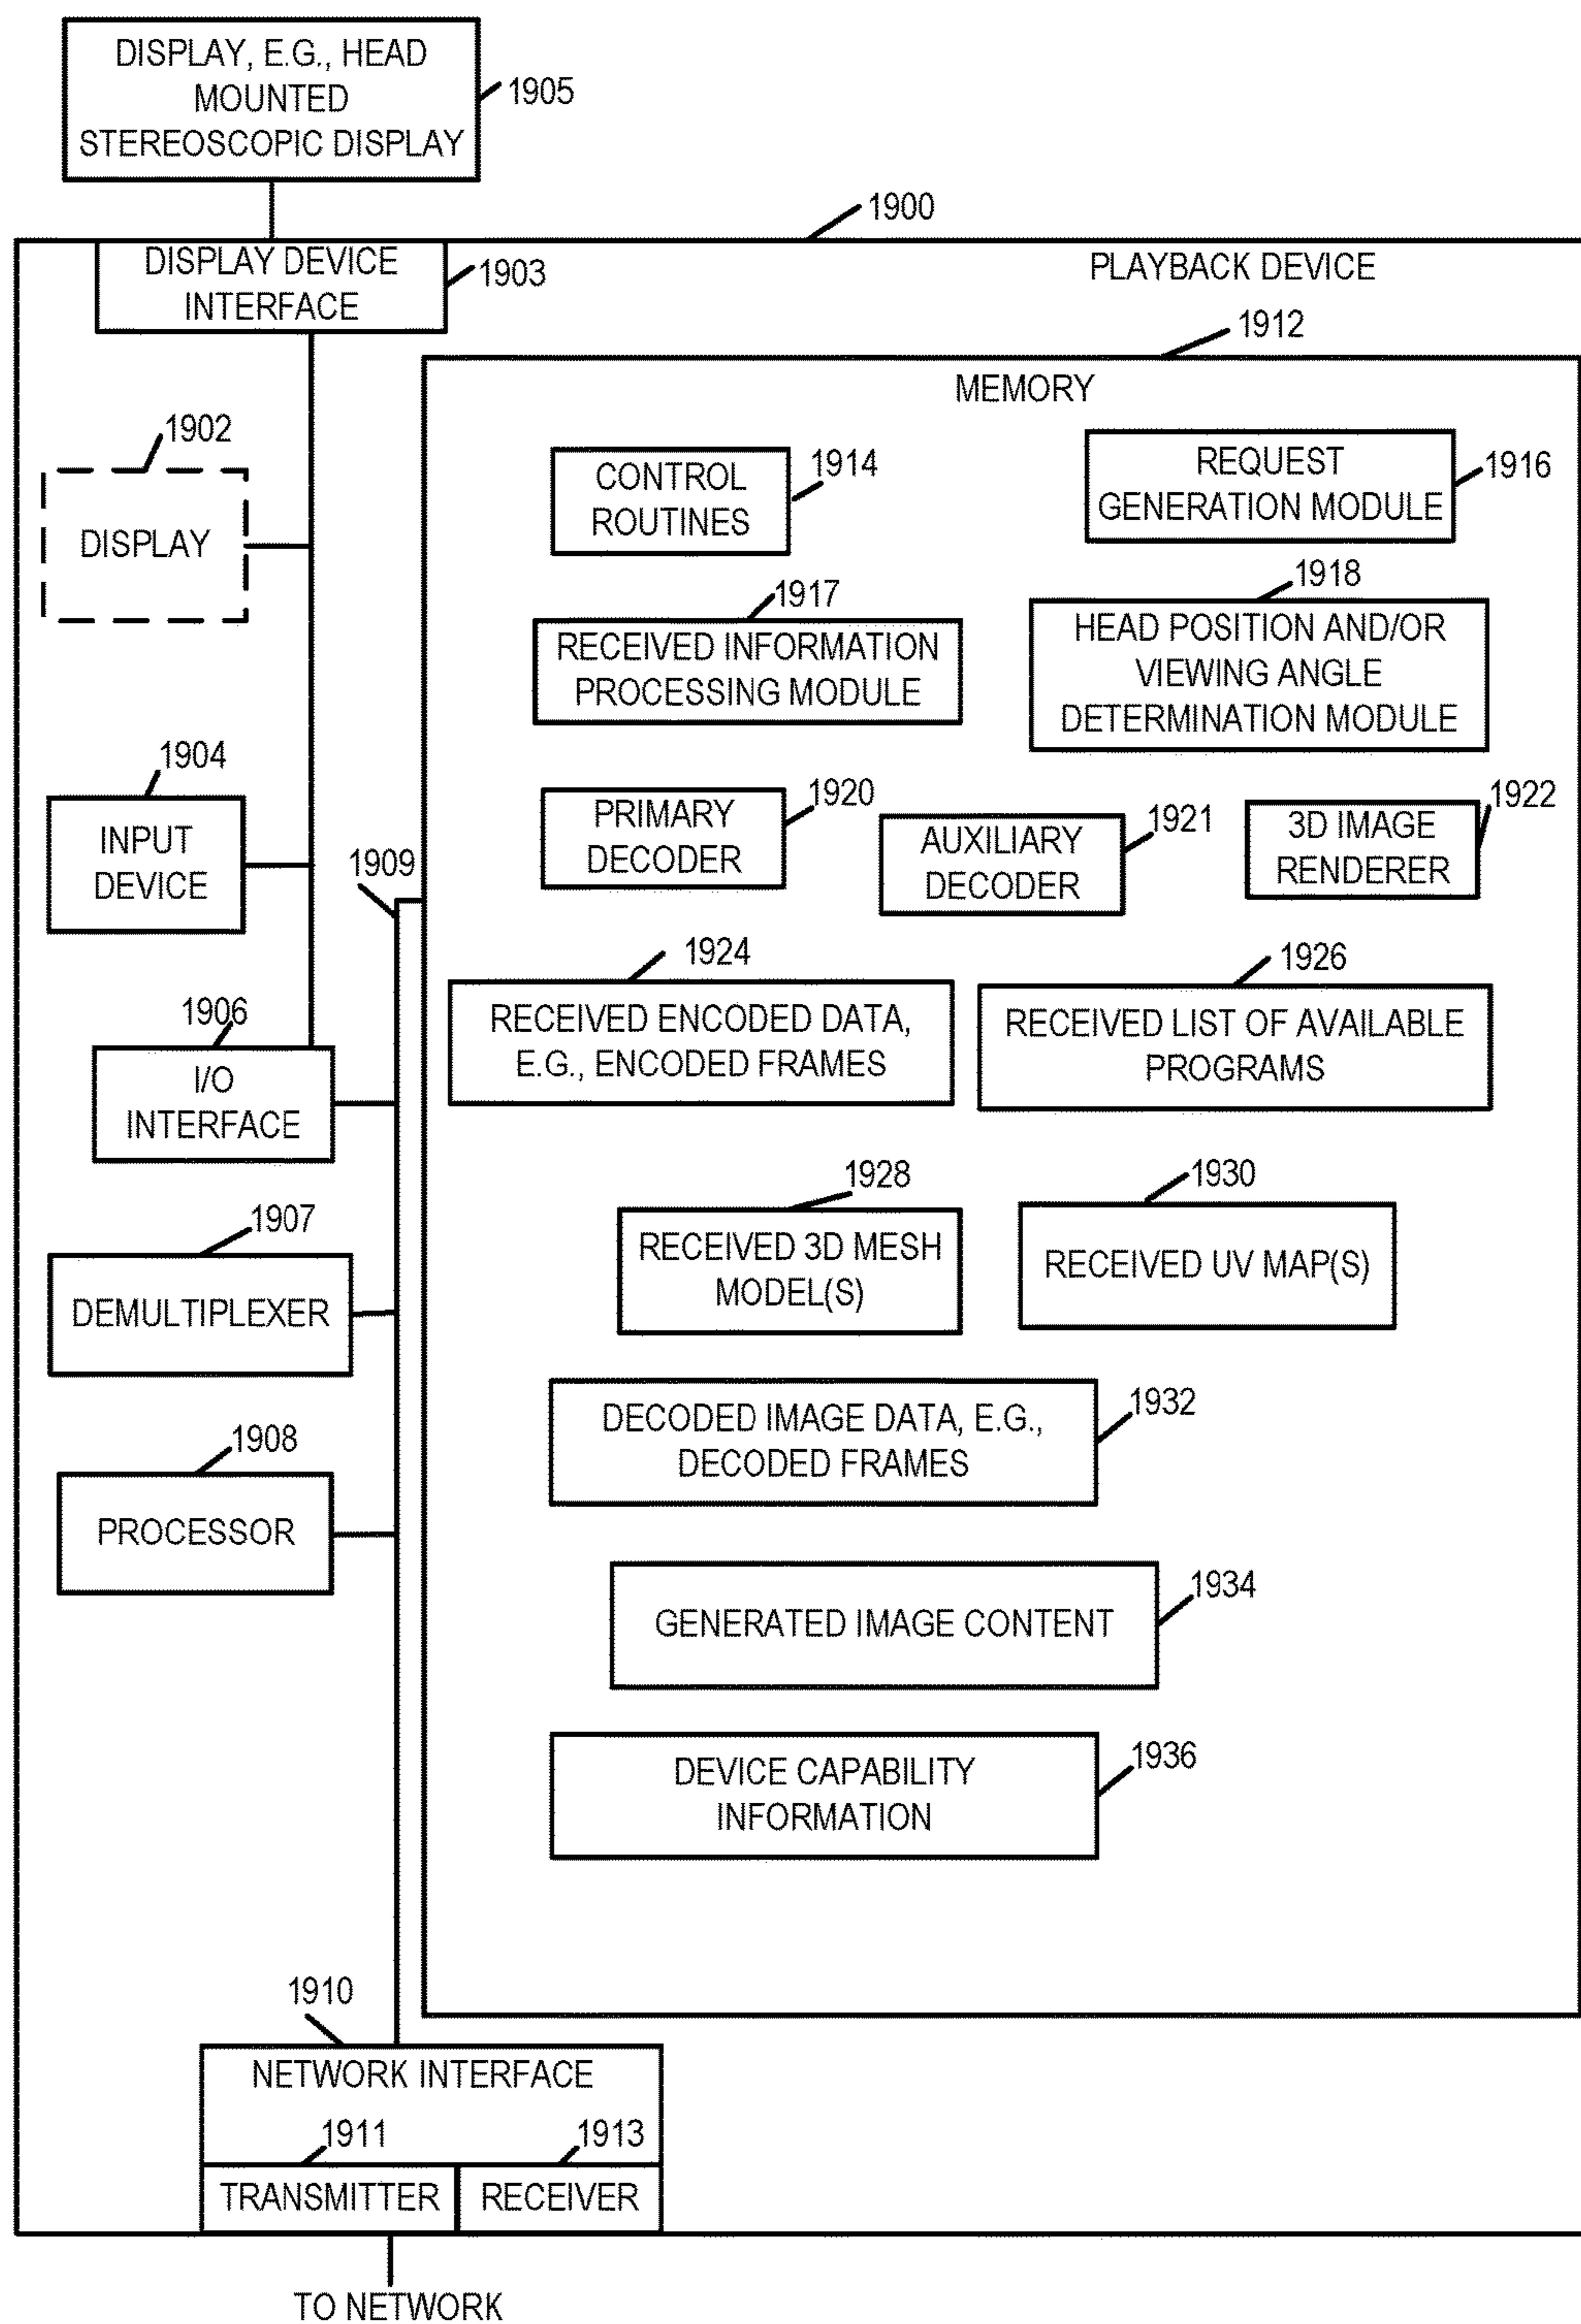 DISPLAY, E.G., HEAD
MOUNTED
STEREOSCOPIC DISPLAY
1905
1900
DISPLAY DEVICE
INTERFACE
1903
PLAYBACK DEVICE
1912
MEMORY
1902
DISPLAY
CONTROL
ROUTINES
1914
REQUEST
GENERATION MODULE
1916
1917
RECEIVED INFORMATION
PROCESSING MODULE
1918
HEAD POSITION AND/OR
VIEWING ANGLE
DETERMINATION MODULE
1904
INPUT
DEVICE
1909
PRIMARY
DECODER
1920
AUXILIARY
DECODER
1921
3D IMAGE
RENDERER
1922
1924
RECEIVED ENCODED DATA,
E.G., ENCODED FRAMES
1926
RECEIVED LIST OF AVAILABLE
PROGRAMS
1906
I/O
INTERFACE
1928
RECEIVED 3D MESH
MODEL(S)
1930
RECEIVED UV MAP(S)
1907
DEMULTIPLEXER
DECODED IMAGE DATA, E.G.,
DECODED FRAMES
1932
1908
PROCESSOR
GENERATED IMAGE CONTENT
1934
DEVICE CAPABILITY
INFORMATION
1936
1910
NETWORK INTERFACE
1911
1913
TRANSMITTER
RECEIVER
TO NETWORK